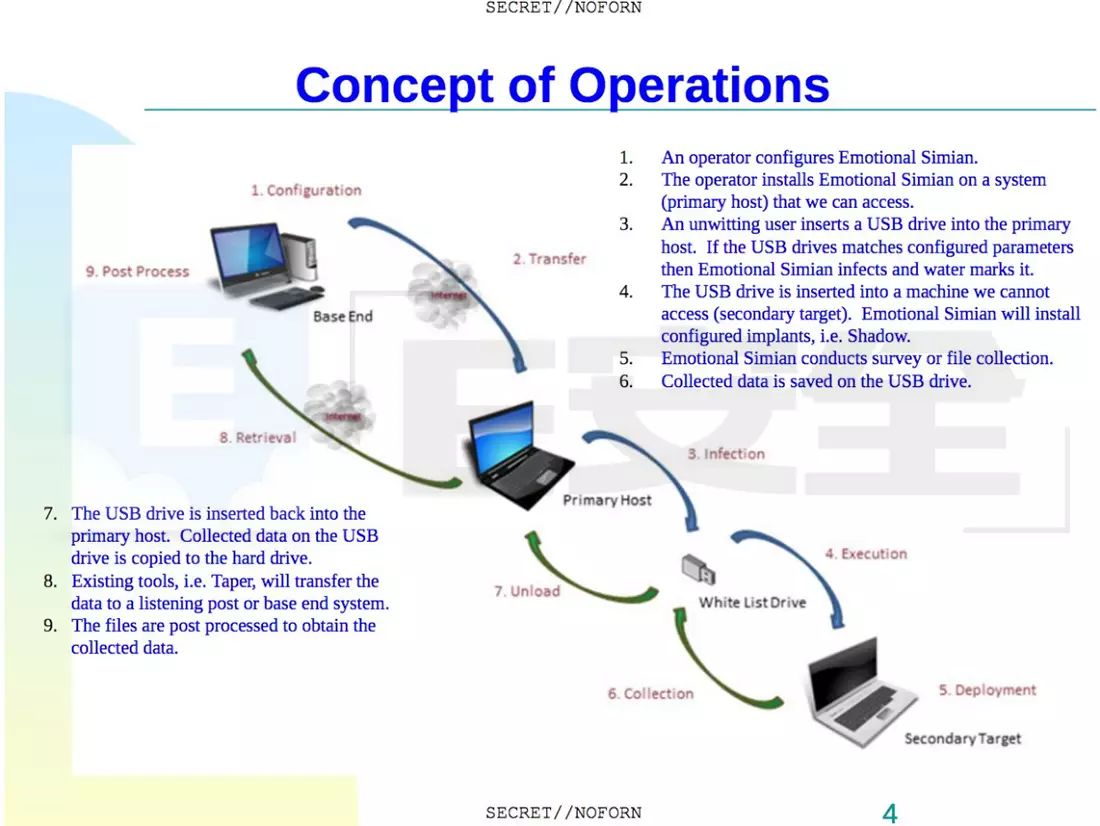 SECRET//NOFORN
Concept of Operations
1. An operator configures Emotional Simian.
2. The operator installs Emotional Simian on a system
(primary host) that we can access.
3. An unwitting user inserts a USB drive into the primary
host. If the USB drives matches configured parameters
then Emotional Simian infects and water marks it.
4. The USB drive is inserted into a machine we cannot
access (secondary target). Emotional Simian will install
configured implants, i.e. Shadow.
5. Emotional Simian conducts survey or file collection.
6. Collected data is saved on the USB drive.
1. Configuration
2. Transfer
9. Post Process
Internet
Base End
Internet
8. Retrieval
3. Infection
Primary Host
7. The USB drive is inserted back into the
primary host. Collected data on the USB
drive is copied to the hard drive.
8. Existing tools, i.e. Taper, will transfer the
data to a listening post or base end system.
9. The files are post processed to obtain the
collected data.
4. Execution
7. Unload
White List Drive
6. Collection
5. Deployment
Secondary Target
SECRET//NOFORN
4